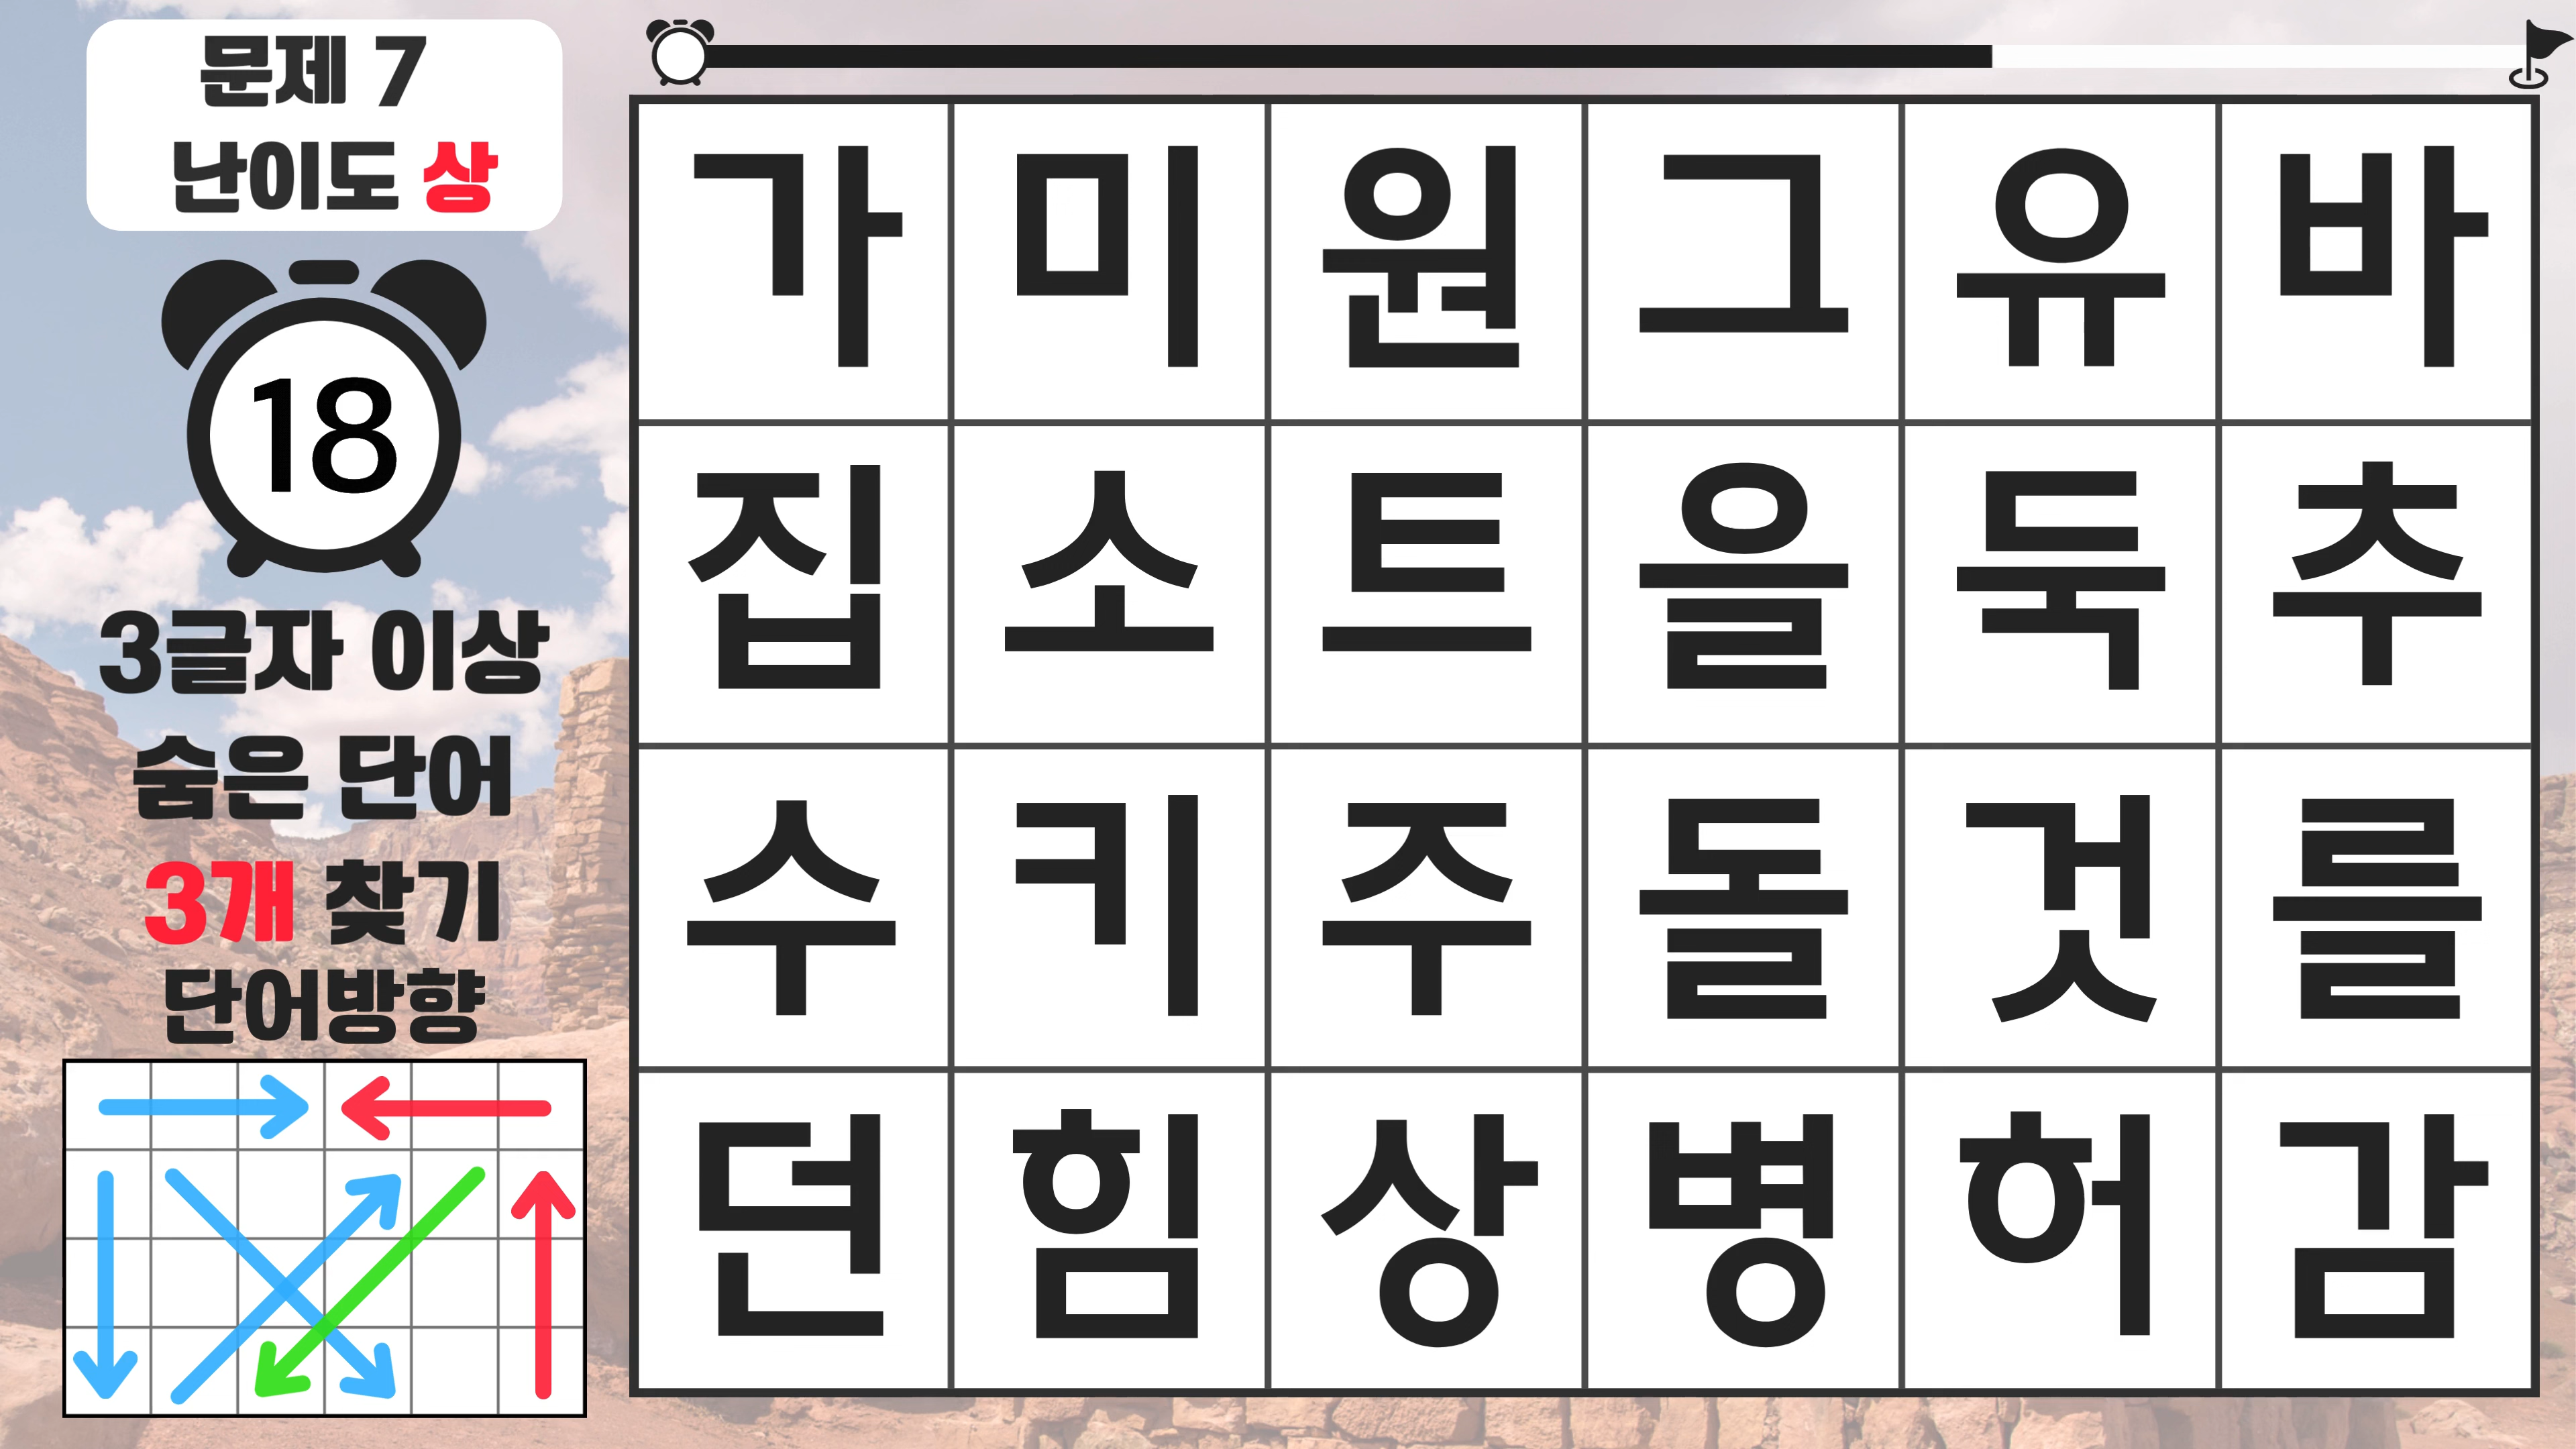 문제 7
난이도 상
18
3글자 이상
숨은 단어
3개 찾기
단어방향
가 미 원 그 유 바
집 소 트 을 둑 추
수 키 주 돌 것 를
던 힘 상 병 허 감